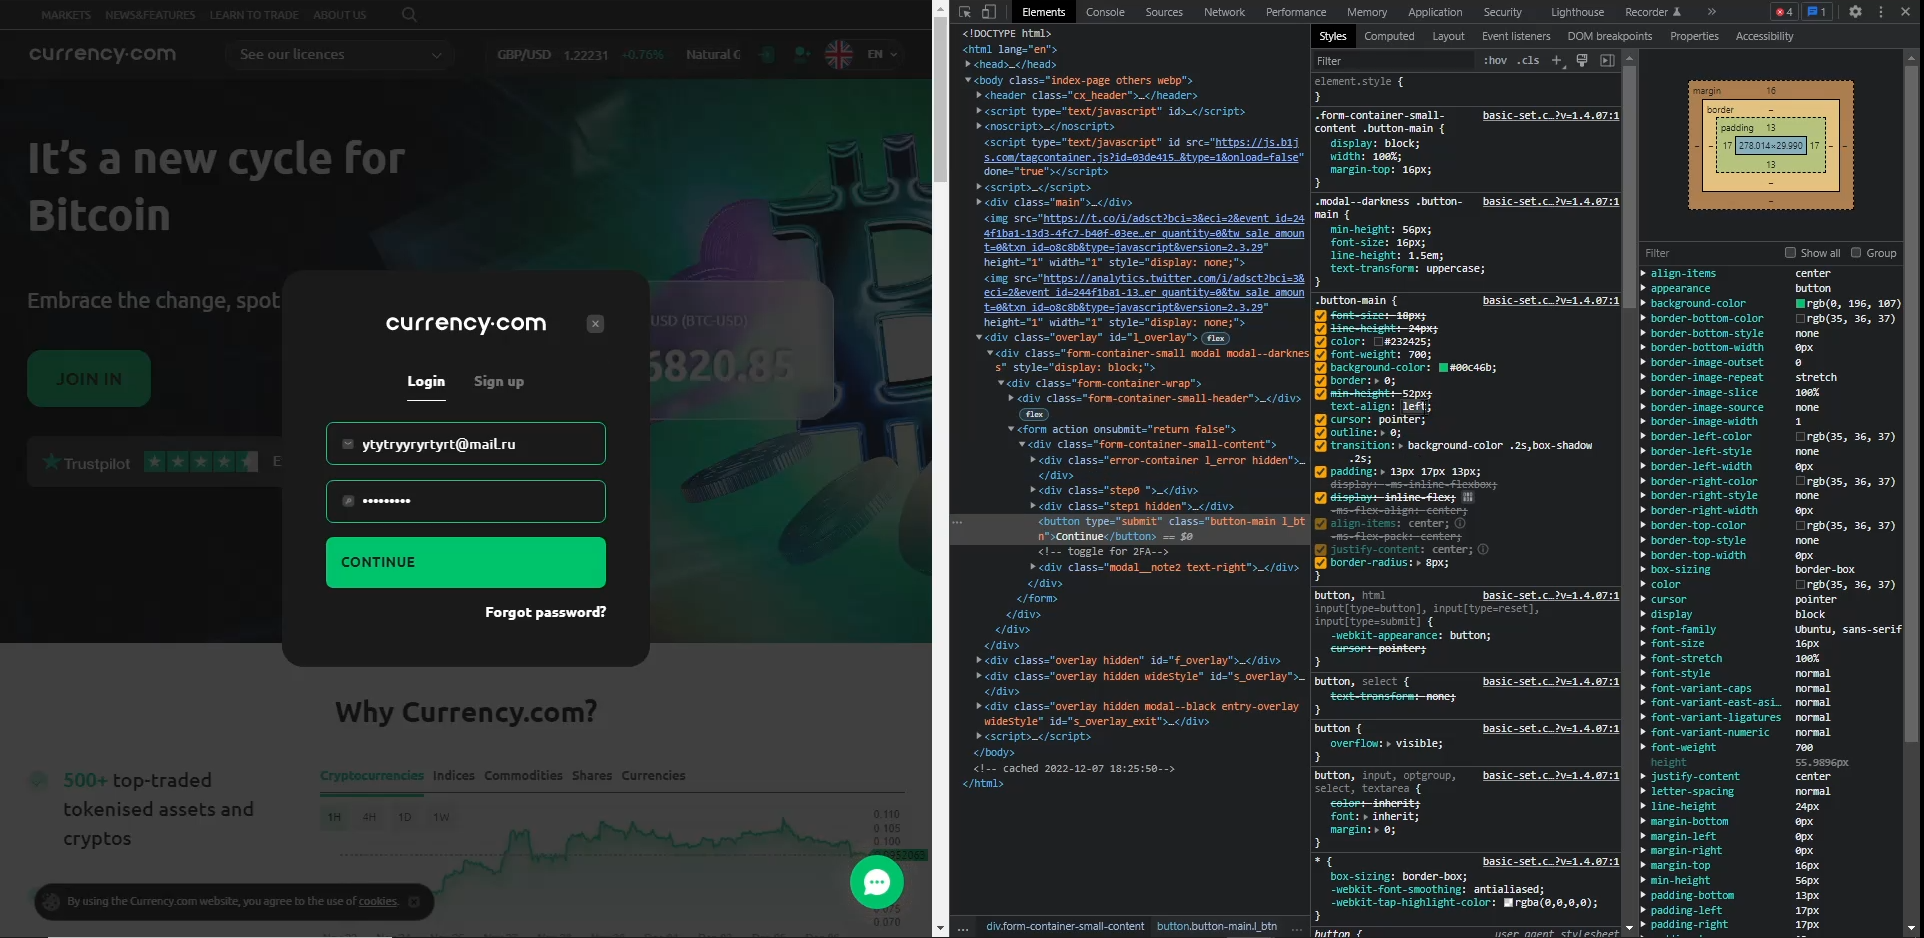 MARKETS NEWS&FEATURES LEARN TO TRADE ABOUT US
currency.com See our licences GBP/USD 1.22231 +0.76% Natural G EN
It's a new cycle for
Bitcoin
Embrace the change, spot
JOIN IN
Trustpilot
USD (BTC-USD)
6820.85
currency.com
Login Sign up
ytytryyryrtyrt@mail.ru
•••••••••
CONTINUE
Forgot password?
Why Currency.com?
500+ top-traded
tokenised assets and
cryptos
Cryptocurrencies Indices Commodities Shares Currencies
1H 4H 1D 1W
0.110
0.105
0.100
0.075
0.070
By using the Currency.com website, you agree to the use of cookies.
Elements Console Sources Network Performance Memory Application Security Lighthouse Recorder » 4 1
<!DOCTYPE html>
<html lang="en">
<head>…</head>
<body class="index-page others webp">
<header class="cx_header">…</header>
<script type="text/javascript" id>…</script>
<noscript>…</noscript>
<script type="text/javascript" id src="https://js.b1j
s.com/tagcontainer.js?id=03de415…&type=1&onload=false"
done="true"></script>
<script>…</script>
<div class="main">…</div>
<img src="https://t.co/i/adsct?bci=3&eci=2&event_id=24
4f1ba1-13d3-4fc7-b40f-03ee…er_quantity=0&tw_sale_amou
t=0&txn_id=o8c8b&type=javascript&version=2.3.29"
height="1" width="1" style="display: none;">
<img src="https://analytics.twitter.com/i/adsct?bci=3&
eci=2&event_id=244f1ba1-13…er_quantity=0&tw_sale_amoun
t=0&txn_id=o8c8b&type=javascript&version=2.3.29"
height="1" width="1" style="display: none;">
<div class="overlay" id="l_overlay"> flex
<div class="form-container-small modal modal--darknes
s" style="display: block;">
<div class="form-container-wrap">
<div class="form-container-small-header">…</div>
flex
<form action onsubmit="return false">
<div class="form-container-small-content">
<div class="error-container l_error hidden">…
</div>
<div class="step0 ">…</div>
<div class="step1 hidden">…</div>
<button type="submit" class="button-main l_bt
n">Continue</button> == $0
<!-- toggle for 2FA-->
<div class="modal__note2 text-right">…</div>
</div>
</form>
</div>
</div>
</div>
<div class="overlay hidden" id="f_overlay">…</div>
<div class="overlay hidden wideStyle" id="s_overlay">…
</div>
<div class="overlay hidden modal--black entry-overlay
wideStyle" id="s_overlay_exit">…</div>
<script>…</script>
</body>
<!-- cached 2022-12-07 18:25:50-->
</html>
… div.form-container-small-content button.button-main.l_btn …
Styles Computed Layout Event listeners DOM breakpoints Properties Accessibility
Filter :hov .cls +
element.style {
}
.form-container-small- basic-set.c…?v=1.4.07:1
content .button-main {
display: block;
width: 100%;
margin-top: 16px;
}
.modal--darkness .button- basic-set.c…?v=1.4.07:1
main {
min-height: 56px;
font-size: 16px;
line-height: 1.5em;
text-transform: uppercase;
}
.button-main { basic-set.c…?v=1.4.07:1
font-size: 18px;
line-height: 24px;
color: #232425;
font-weight: 700;
background-color: #00c46b;
border: 0;
min-height: 52px;
text-align: left;
cursor: pointer;
outline: 0;
transition: background-color .2s,box-shadow
.2s;
padding: 13px 17px 13px;
display: -ms-inline-flexbox;
display: inline-flex;
-ms-flex-align: center;
align-items: center;
-ms-flex-pack: center;
justify-content: center;
border-radius: 8px;
}
button, html basic-set.c…?v=1.4.07:1
input[type=button], input[type=reset],
input[type=submit] {
-webkit-appearance: button;
cursor: pointer;
}
button, select { basic-set.c…?v=1.4.07:1
text-transform: none;
}
button { basic-set.c…?v=1.4.07:1
overflow: visible;
}
button, input, optgroup, basic-set.c…?v=1.4.07:1
select, textarea {
color: inherit;
font: inherit;
margin: 0;
}
* { basic-set.c…?v=1.4.07:1
box-sizing: border-box;
-webkit-font-smoothing: antialiased;
-webkit-tap-highlight-color: rgba(0,0,0,0);
}
button { user agent stylesheet
margin 16
border –
padding 13
– – 17 278.014×29.990 17 – –
13
–
–
Filter Show all Group
align-items center
appearance button
background-color rgb(0, 196, 107)
border-bottom-color rgb(35, 36, 37)
border-bottom-style none
border-bottom-width 0px
border-image-outset 0
border-image-repeat stretch
border-image-slice 100%
border-image-source none
border-image-width 1
border-left-color rgb(35, 36, 37)
border-left-style none
border-left-width 0px
border-right-color rgb(35, 36, 37)
border-right-style none
border-right-width 0px
border-top-color rgb(35, 36, 37)
border-top-style none
border-top-width 0px
box-sizing border-box
color rgb(35, 36, 37)
cursor pointer
display block
font-family Ubuntu, sans-serif
font-size 16px
font-stretch 100%
font-style normal
font-variant-caps normal
font-variant-east-asi… normal
font-variant-ligatures normal
font-variant-numeric normal
font-weight 700
height 55.9896px
justify-content center
letter-spacing normal
line-height 24px
margin-bottom 0px
margin-left 0px
margin-right 0px
margin-top 16px
min-height 56px
padding-bottom 13px
padding-left 17px
padding-right 17px